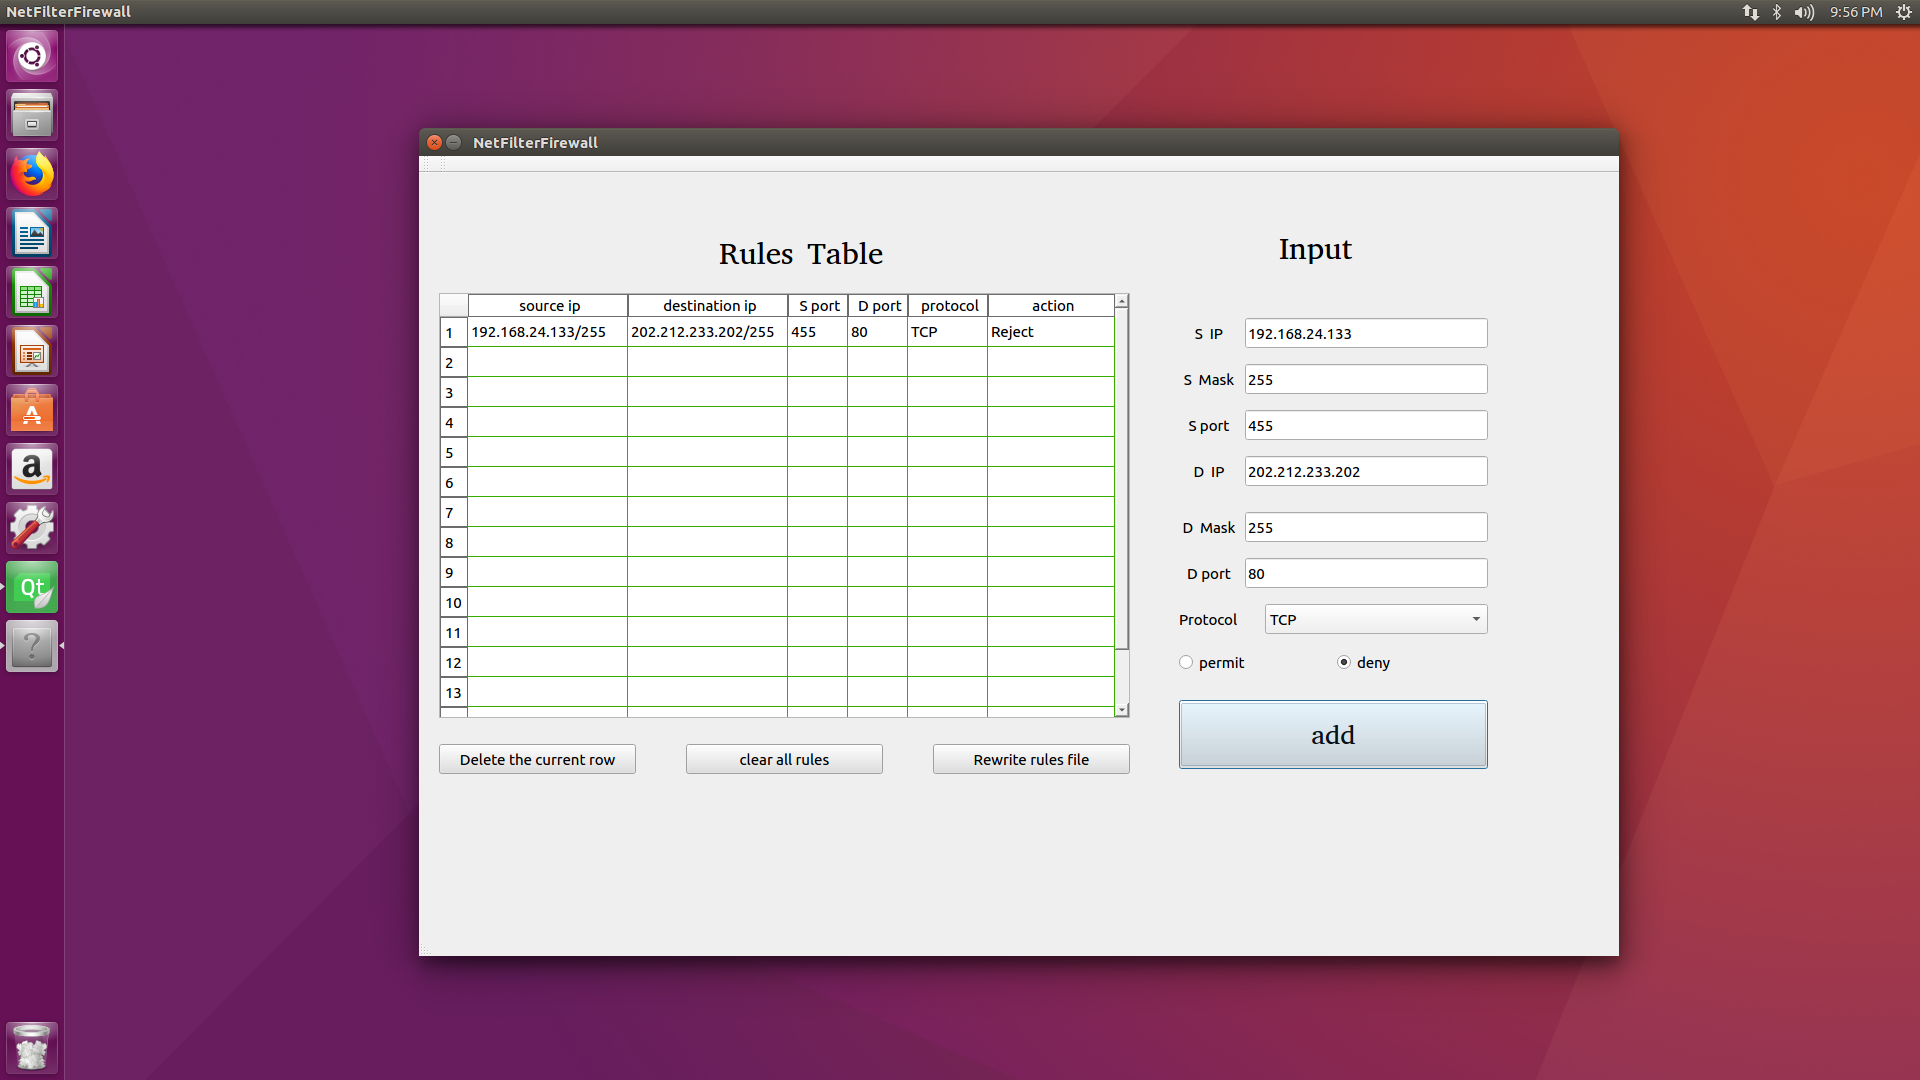 NetFilterFirewall
9:56 PM
NetFilterFirewall
Rules Table
source ip destination ip S port D port protocol action
1 192.168.24.133/255 202.212.233.202/255 455 80 TCP Reject
2
3
4
5
6
7
8
9
10
11
12
13
Delete the current row
clear all rules
Rewrite rules file
Input
S IP 192.168.24.133
S Mask 255
S port 455
D IP 202.212.233.202
D Mask 255
D port 80
Protocol TCP
permit deny
add
A
a
Qt
?